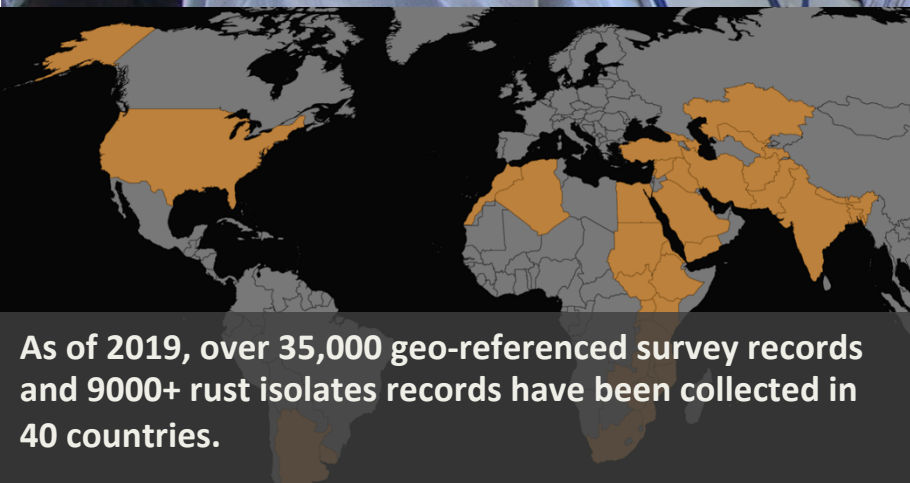 As of 2019, over 35,000 geo-referenced survey records
and 9000+ rust isolates records have been collected in
40 countries.